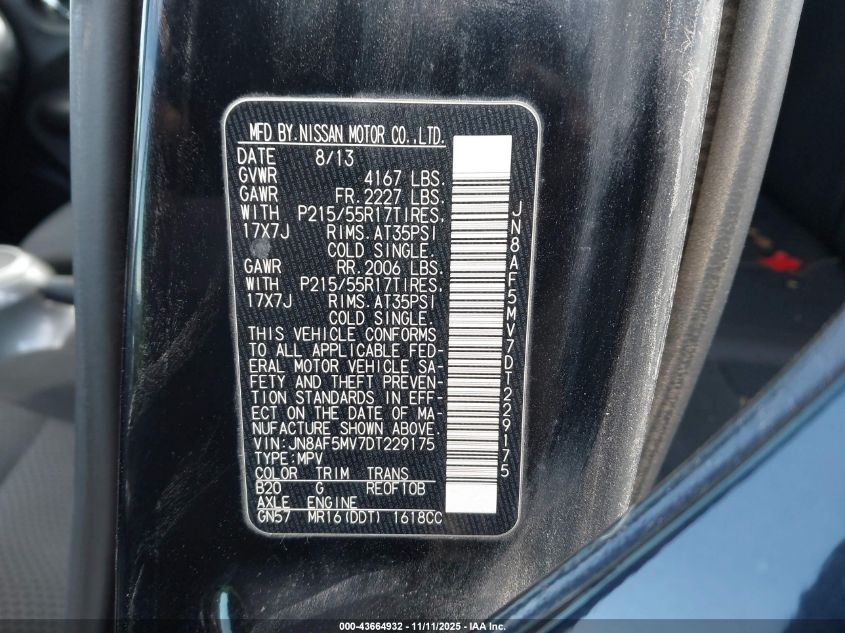 MFD BY.NISSAN MOTOR CO.,LTD.
DATE 8/13
GVWR 4167 LBS.
GAWR FR.2227 LBS.
WITH P215/55R17TIRES.
17X7J RIMS.AT35PSI
COLD SINGLE.
GAWR RR.2006 LBS.
WITH P215/55R17TIRES.
17X7J RIMS.AT35PSI
COLD SINGLE.
THIS VEHICLE CONFORMS
TO ALL APPLICABLE FED-
ERAL MOTOR VEHICLE SA-
FETY AND THEFT PREVEN-
TION STANDARDS IN EFF-
ECT ON THE DATE OF MA-
NUFACTURE SHOWN ABOVE.
VIN:JN8AF5MV7DT229175
TYPE:MPV
COLOR TRIM TRANS
B20 G RE0F10B
AXLE ENGINE
GN57 MR16(DDT) 1618CC
JN8AF5MV7DT229175
000-43664932 - 11/11/2025 - IAA Inc.